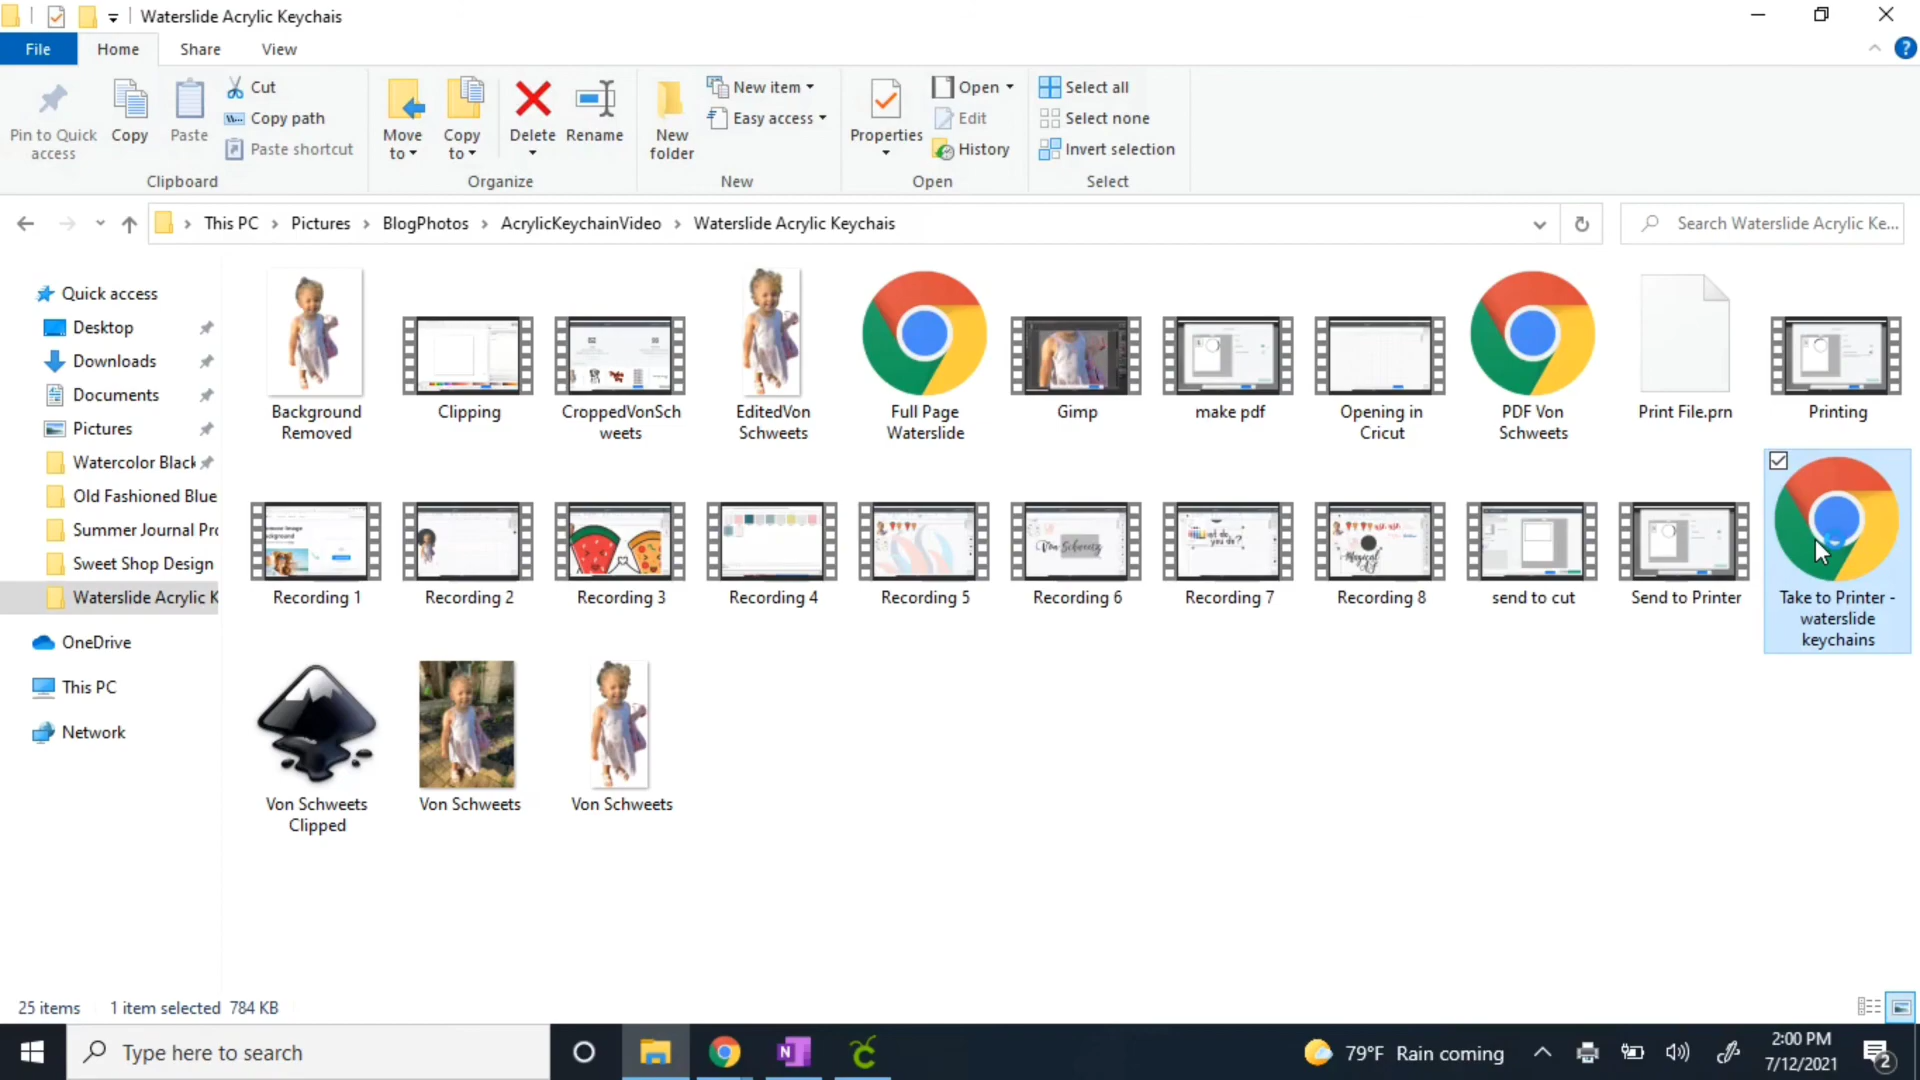 Waterslide Acrylic Keychais
File Home Share View
Pin to Quick access
Copy
Paste
Cut
Copy path
Paste shortcut
Move to
Copy to
Delete
Rename
New folder
New item
Easy access
Properties
Open
Edit
History
Select all
Select none
Invert selection
Clipboard Organize New Open Select
This PC Pictures BlogPhotos AcrylicKeychainVideo Waterslide Acrylic Keychais
Search Waterslide Acrylic Ke...
Quick access
Desktop
Downloads
Documents
Pictures
Watercolor Black
Old Fashioned Blue
Summer Journal Pro
Sweet Shop Design
Waterslide Acrylic K
OneDrive
This PC
Network
Background Removed
Clipping
CroppedVonSch weets
EditedVon Schweets
Full Page Waterslide
Gimp
make pdf
Opening in Cricut
PDF Von Schweets
Print File.prn
Printing
Recording 1
Recording 2
Recording 3
Recording 4
Recording 5
Von Schweets
Recording 6
do you do?
Recording 7
Magical
Recording 8
send to cut
Send to Printer
Take to Printer - waterslide keychains
Von Schweets Clipped
Von Schweets
Von Schweets
25 items 1 item selected 784 KB
Type here to search
N
79°F Rain coming
2:00 PM
7/12/2021
2